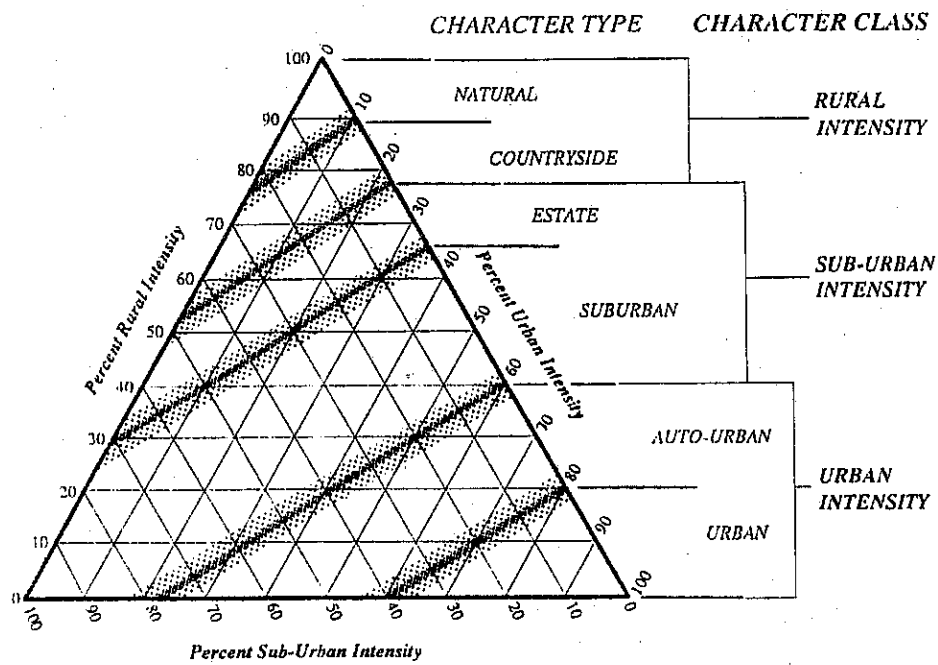 CHARACTER TYPE
CHARACTER CLASS
100
0
NATURAL
RURAL
INTENSITY
90
10
COUNTRYSIDE
80
20
ESTATE
70
30
SUB-URBAN
INTENSITY
60
40
SUBURBAN
50
50
Percent Rural Intensity
Percent Urban Intensity
40
60
AUTO-URBAN
30
70
20
80
URBAN
INTENSITY
10
90
URBAN
0
100
100
90
80
70
60
50
40
30
20
10
0
Percent Sub-Urban Intensity